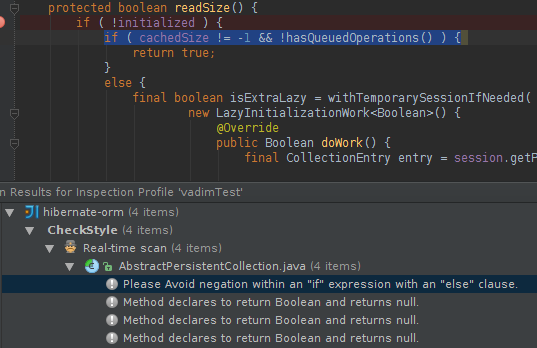 protected boolean readSize() {
if ( !initialized ) {
if ( cachedSize != -1 && !hasQueuedOperations() ) {
return true;
}
else {
final boolean isExtraLazy = withTemporarySessionIfNeeded(
new LazyInitializationWork<Boolean>() {
@Override
public Boolean doWork() {
final CollectionEntry entry = session.getP
n Results for Inspection Profile 'vadimTest'
hibernate-orm (4 items)
CheckStyle (4 items)
Real-time scan (4 items)
AbstractPersistentCollection.java (4 items)
Please Avoid negation within an "if" expression with an "else" clause.
Method declares to return Boolean and returns null.
Method declares to return Boolean and returns null.
Method declares to return Boolean and returns null.